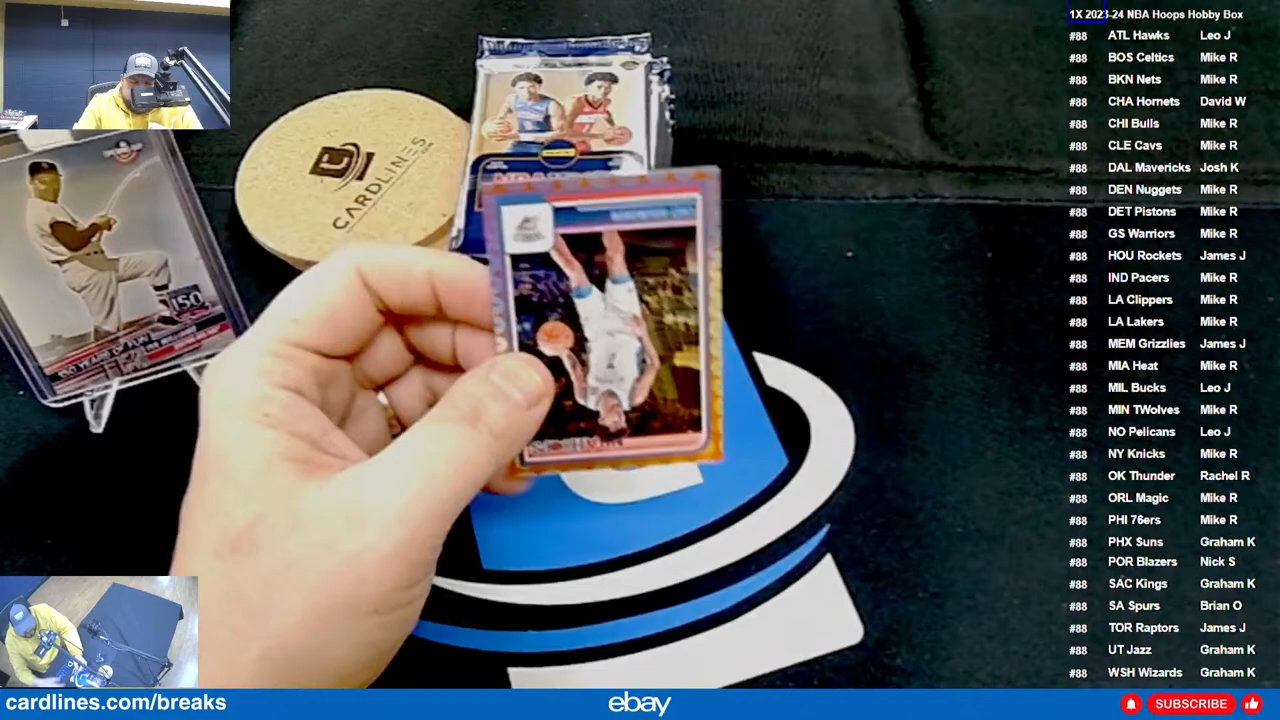 1X 2023-24 NBA Hoops Hobby Box
#88 ATL Hawks Leo J
#88 BOS Celtics Mike R
#88 BKN Nets Mike R
#88 CHA Hornets David W
#88 CHI Bulls Mike R
#88 CLE Cavs Mike R
#88 DAL Mavericks Josh K
#88 DEN Nuggets Mike R
#88 DET Pistons Mike R
#88 GS Warriors Mike R
#88 HOU Rockets James J
#88 IND Pacers Mike R
#88 LA Clippers Mike R
#88 LA Lakers Mike R
#88 MEM Grizzlies James J
#88 MIA Heat Mike R
#88 MIL Bucks Leo J
#88 MIN TWolves Mike R
#88 NO Pelicans Leo J
#88 NY Knicks Mike R
#88 OK Thunder Rachel R
#88 ORL Magic Mike R
#88 PHI 76ers Mike R
#88 PHX Suns Graham K
#88 POR Blazers Nick S
#88 SAC Kings Graham K
#88 SA Spurs Brian O
#88 TOR Raptors James J
#88 UT Jazz Graham K
#88 WSH Wizards Graham K
CARDLINES
.COM
150
150 YEARS OF FUN
cardlines.com/breaks
ebay
SUBSCRIBE